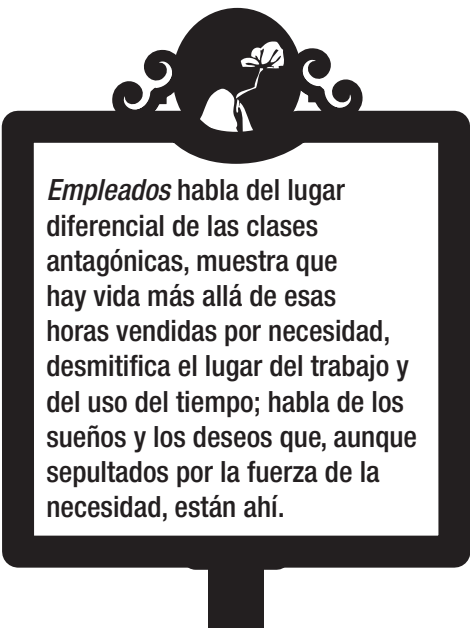 Empleados habla del lugar
diferencial de las clases
antagónicas, muestra que
hay vida más allá de esas
horas vendidas por necesidad,
desmitifica el lugar del trabajo y
del uso del tiempo; habla de los
sueños y los deseos que, aunque
sepultados por la fuerza de la
necesidad, están ahí.